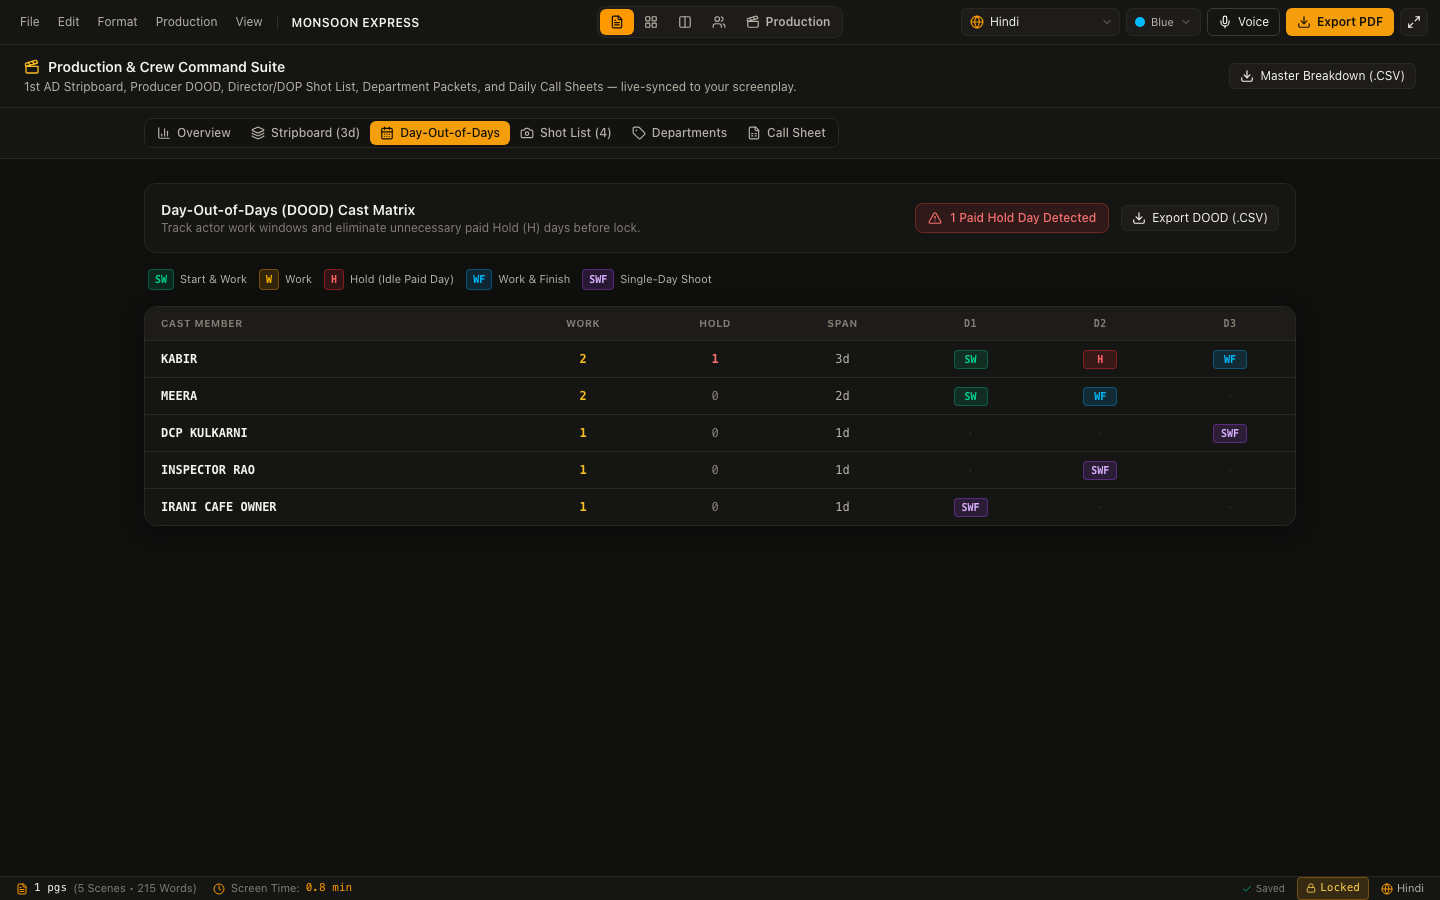 File Edit Format Production View MONSOON EXPRESS Production Hindi Blue Voice Export PDF
Production & Crew Command Suite
1st AD Stripboard, Producer DOOD, Director/DOP Shot List, Department Packets, and Daily Call Sheets — live-synced to your screenplay.
Master Breakdown (.CSV)
Overview Stripboard (3d) Day-Out-of-Days Shot List (4) Departments Call Sheet
Day-Out-of-Days (DOOD) Cast Matrix
Track actor work windows and eliminate unnecessary paid Hold (H) days before lock.
1 Paid Hold Day Detected
Export DOOD (.CSV)
SW Start & Work W Work H Hold (Idle Paid Day) WF Work & Finish SWF Single-Day Shoot
CAST MEMBER WORK HOLD SPAN D1 D2 D3
KABIR 2 1 3d SW H WF
MEERA 2 0 2d SW WF ·
DCP KULKARNI 1 0 1d · · SWF
INSPECTOR RAO 1 0 1d · SWF ·
IRANI CAFE OWNER 1 0 1d SWF · ·
1 pgs (5 Scenes • 215 Words) Screen Time: 0.8 min Saved Locked Hindi